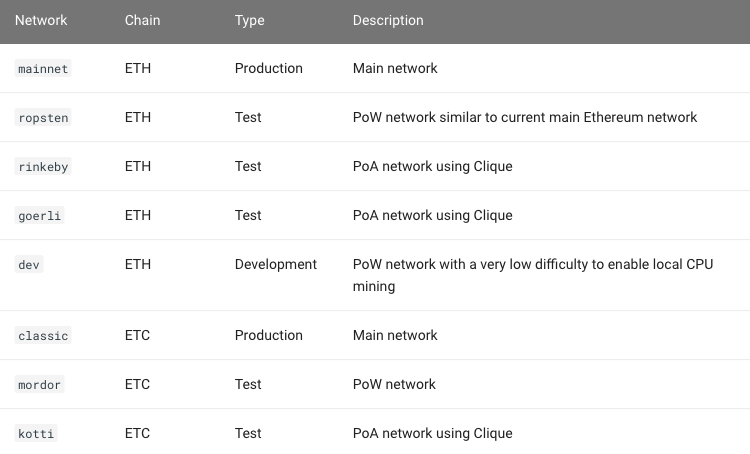 Network Chain Type Description
mainnet ETH Production Main network
ropsten ETH Test PoW network similar to current main Ethereum network
rinkeby ETH Test PoA network using Clique
goerli ETH Test PoA network using Clique
dev ETH Development PoW network with a very low difficulty to enable local CPU
mining
classic ETC Production Main network
mordor ETC Test PoW network
kotti ETC Test PoA network using Clique